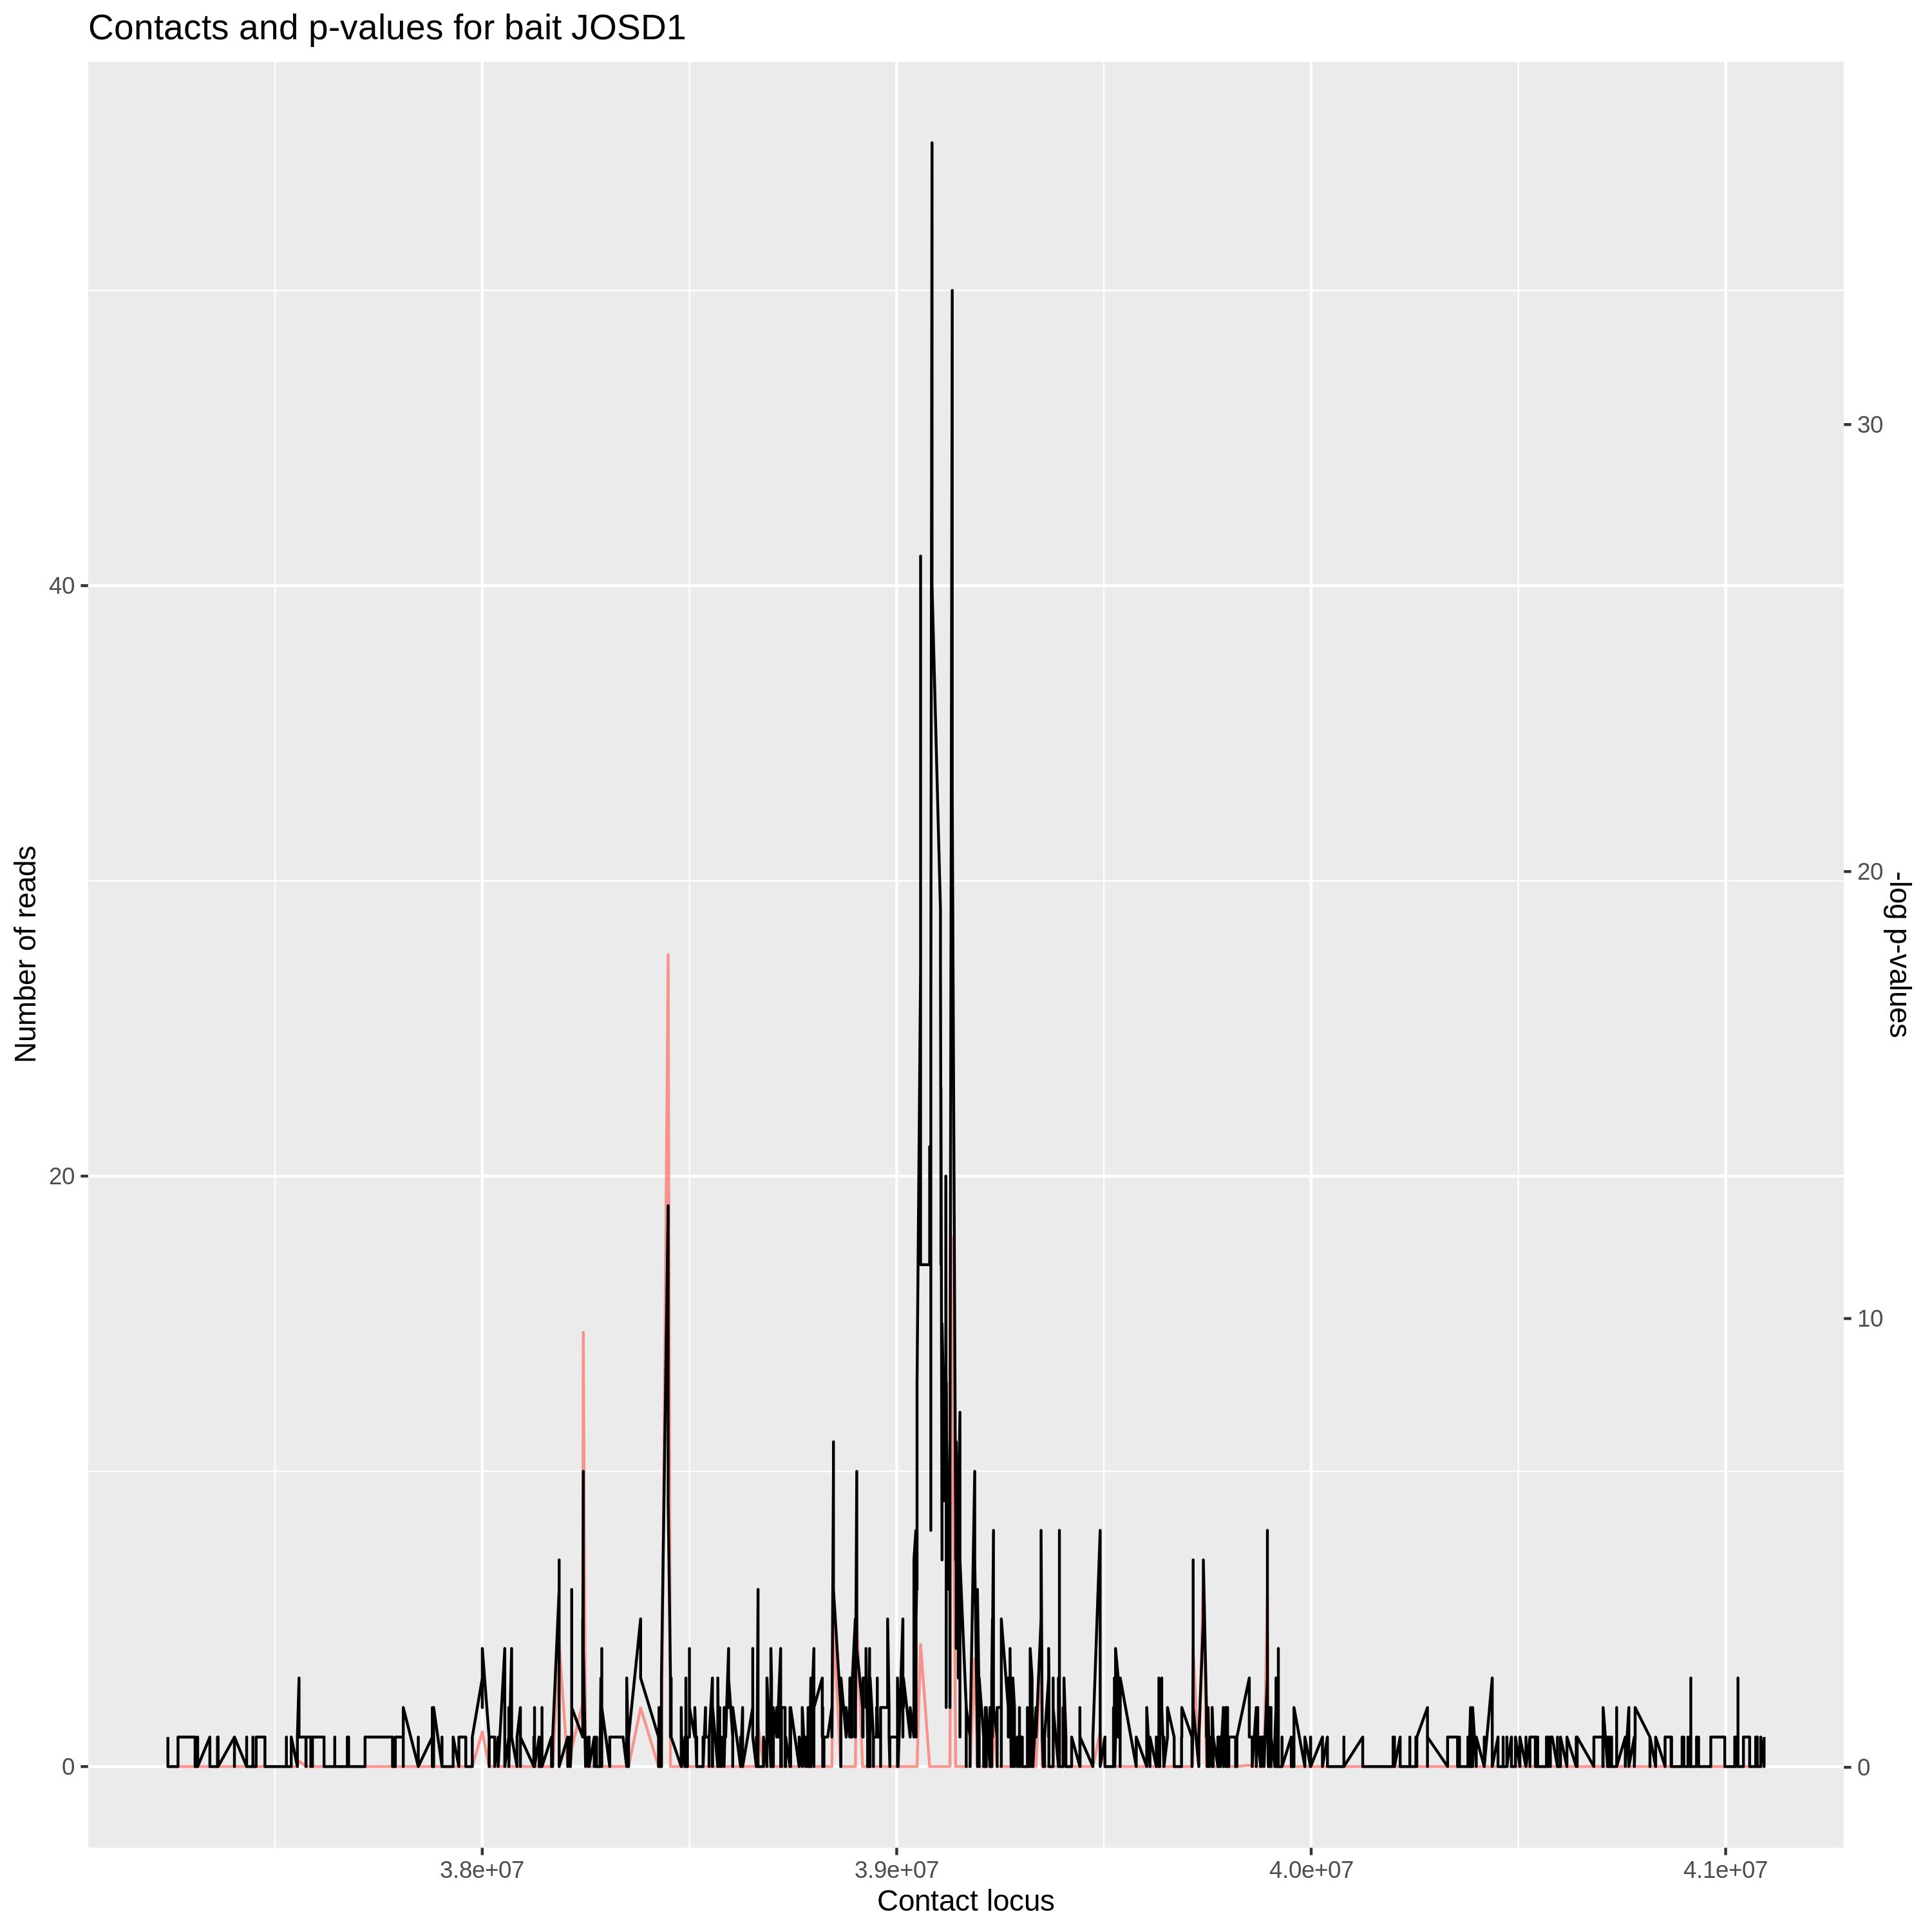 Contacts and p-values for bait JOSD1
Number of reads
40
20
0
30
20
10
0
-log p-values
3.8e+07
3.9e+07
4.0e+07
4.1e+07
Contact locus